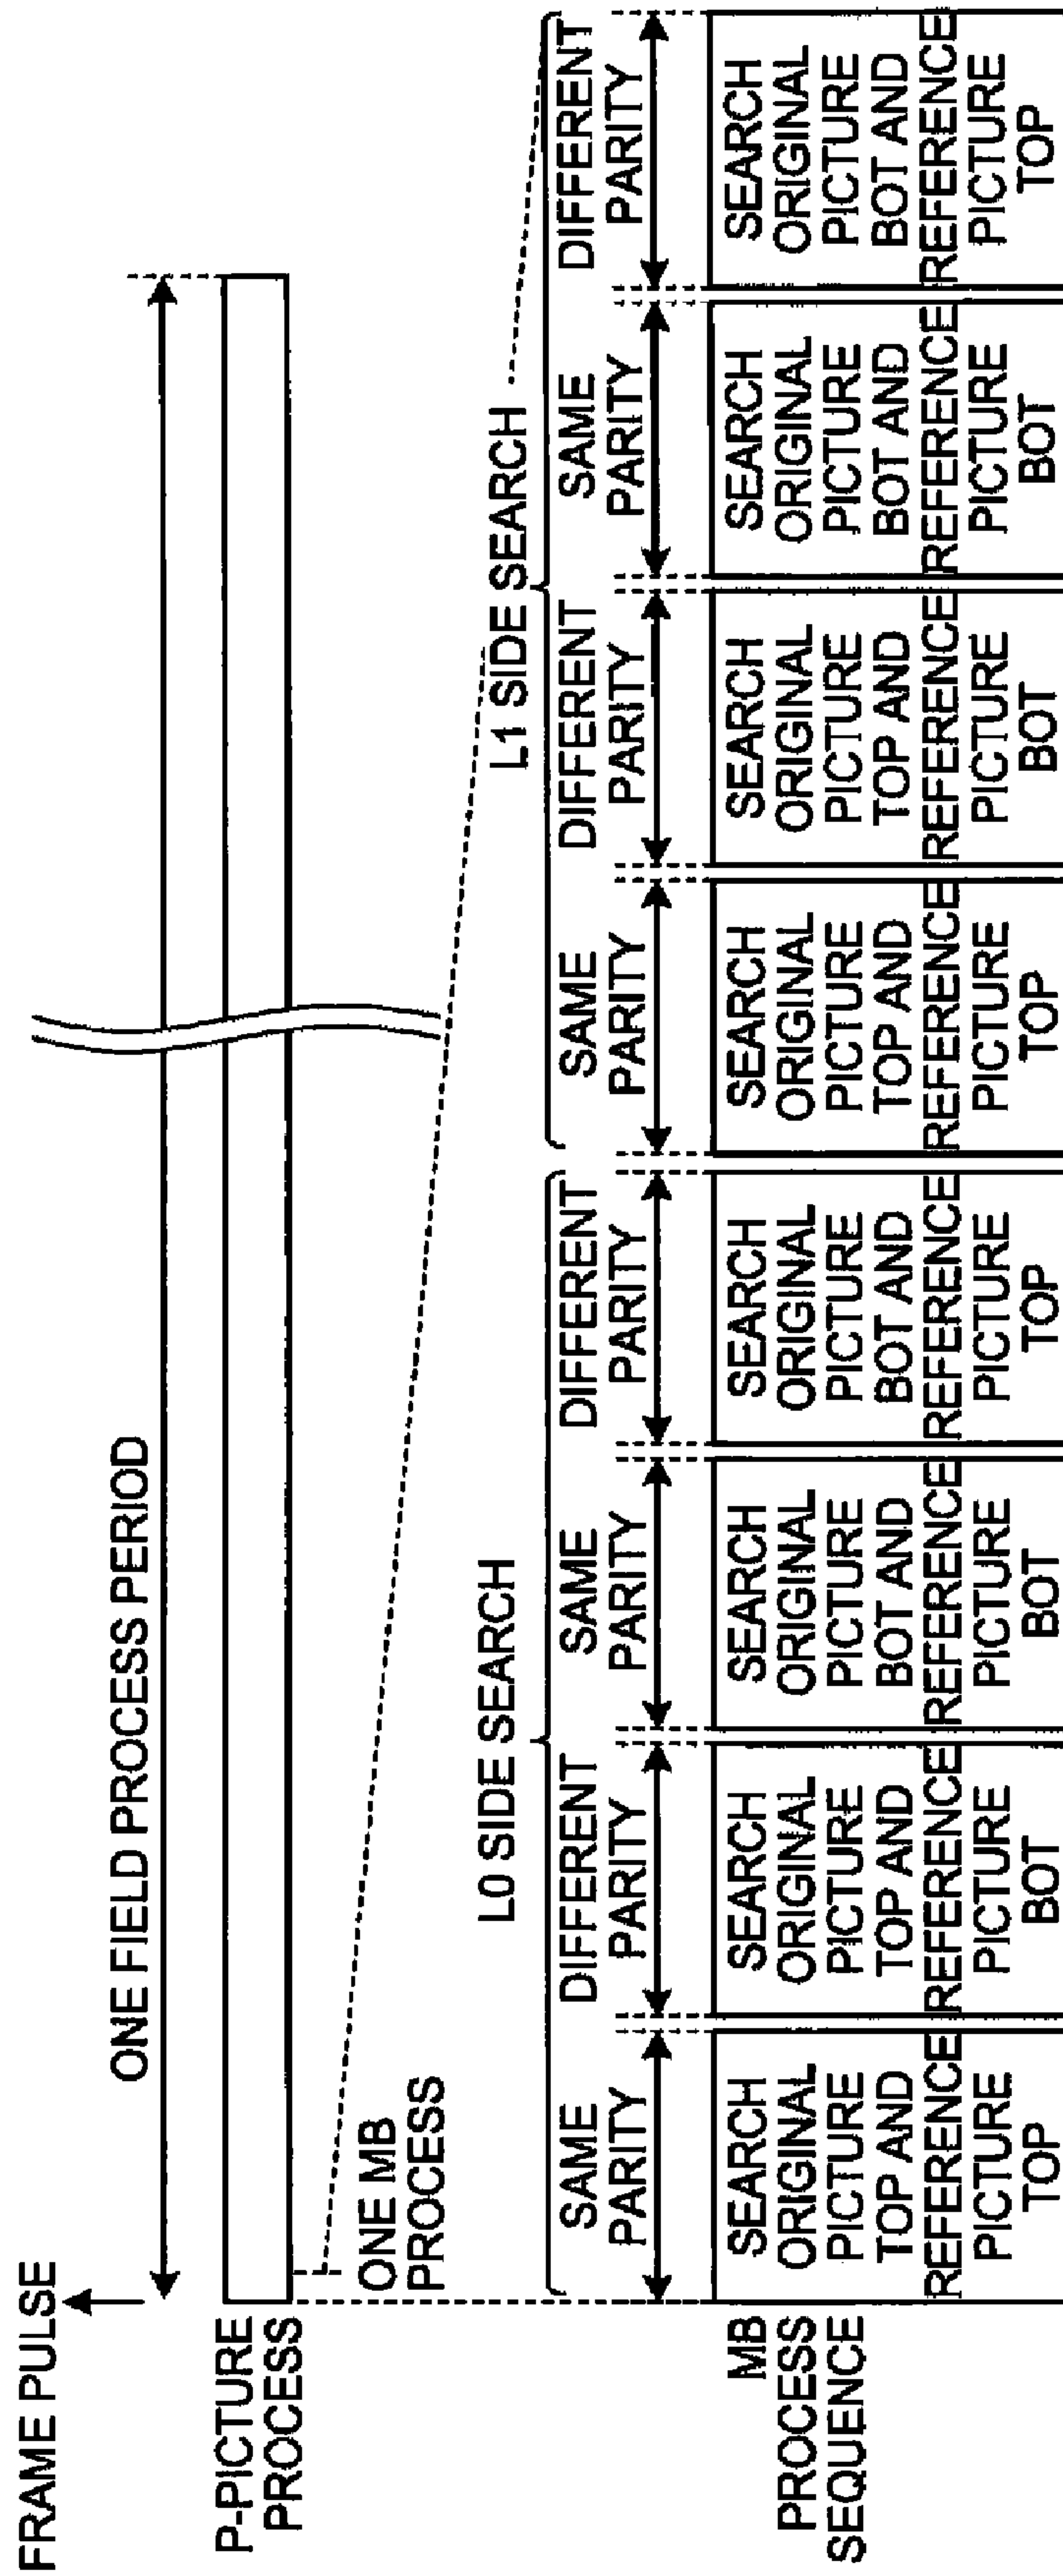 FRAME PULSE
ONE FIELD PROCESS PERIOD
P-PICTURE
PROCESS
ONE MB
PROCESS
L0 SIDE SEARCH
L1 SIDE SEARCH
SAME
PARITY
DIFFERENT
PARITY
SAME
PARITY
DIFFERENT
PARITY
SAME
PARITY
DIFFERENT
PARITY
SAME
PARITY
DIFFERENT
PARITY
MB
PROCESS
SEQUENCE
SEARCH
ORIGINAL
PICTURE
TOP AND
REFERENCE
PICTURE
TOP
SEARCH
ORIGINAL
PICTURE
TOP AND
REFERENCE
PICTURE
BOT
SEARCH
ORIGINAL
PICTURE
BOT AND
REFERENCE
PICTURE
BOT
SEARCH
ORIGINAL
PICTURE
BOT AND
REFERENCE
PICTURE
TOP
SEARCH
ORIGINAL
PICTURE
TOP AND
REFERENCE
PICTURE
TOP
SEARCH
ORIGINAL
PICTURE
TOP AND
REFERENCE
PICTURE
BOT
SEARCH
ORIGINAL
PICTURE
BOT AND
REFERENCE
PICTURE
BOT
SEARCH
ORIGINAL
PICTURE
BOT AND
REFERENCE
PICTURE
TOP